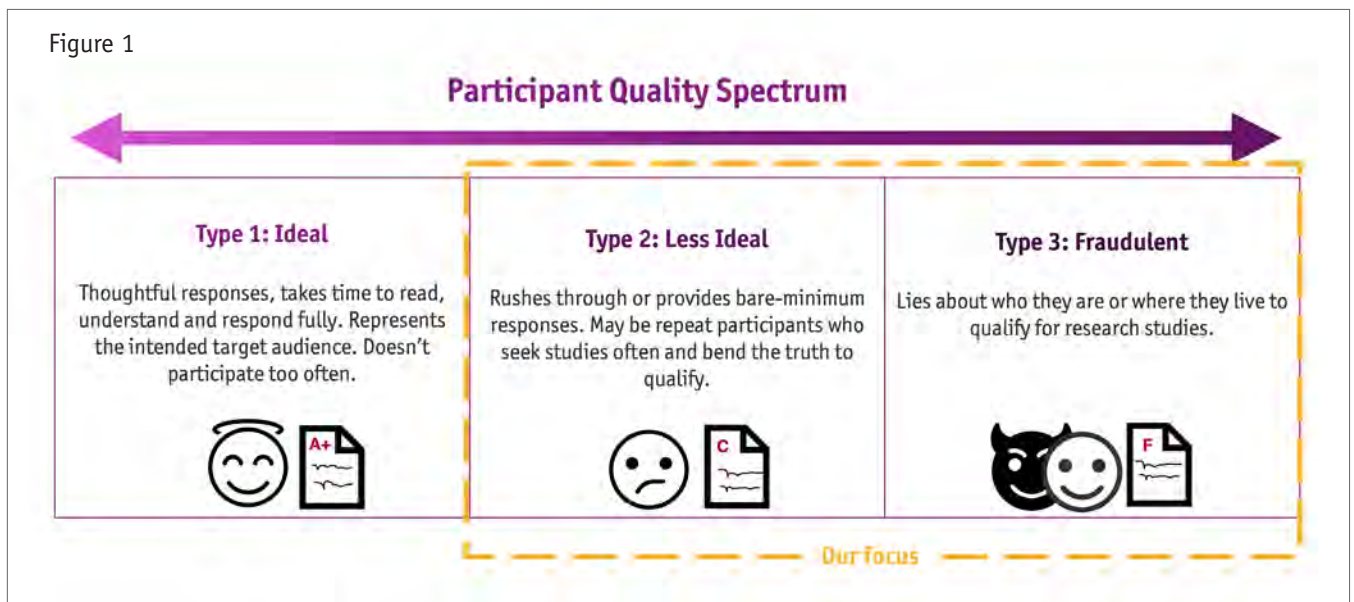 Figure 1
Participant Quality Spectrum
Type 1: Ideal
Thoughtful responses, takes time to read,
understand and respond fully. Represents
the intended target audience. Doesn't
participate too often.
A+
Type 2: Less Ideal
Rushes through or provides bare-minimum
responses. May be repeat participants who
seek studies often and bend the truth to
qualify.
C
Type 3: Fraudulent
Lies about who they are or where they live to
qualify for research studies.
F
Our focus